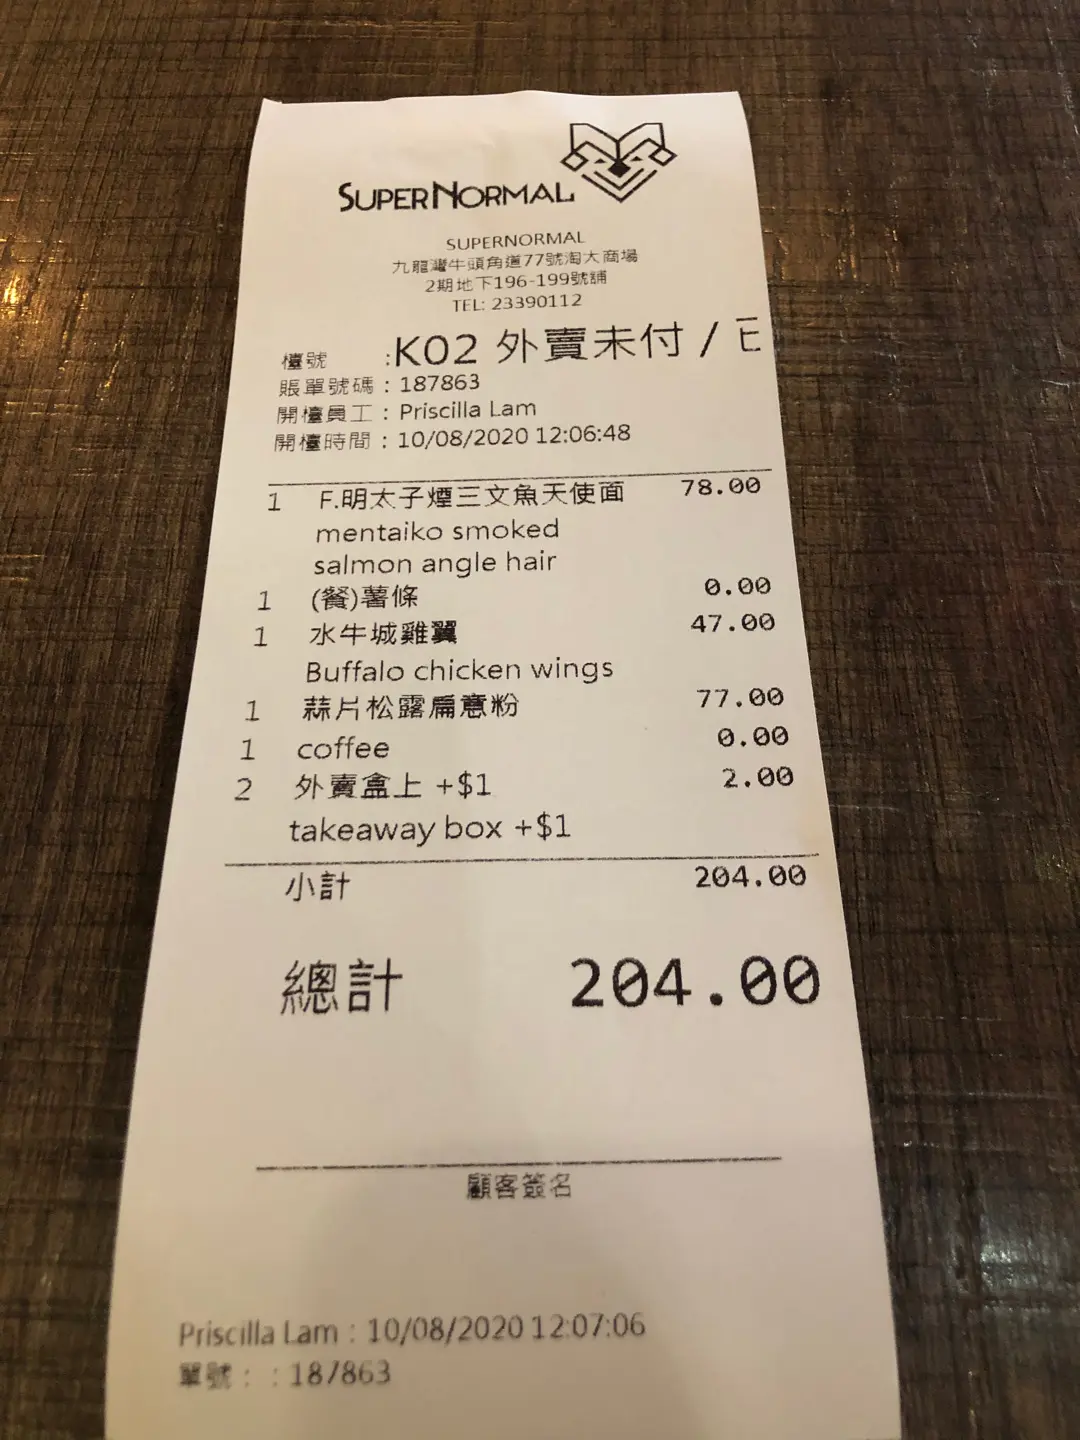 SUPERNORMAL
SUPERNORMAL
九龍灣牛頭角道77號淘大商場
2期地下196-199號舖
TEL: 23390112
檯號 :K02 外賣未付 /
賬單號碼 : 187863
開檯員工 : Priscilla Lam
開檯時間 : 10/08/2020 12:06:48
1 F.明太子煙三文魚天使面 78.00
mentaiko smoked
salmon angle hair
1 (餐)薯條 0.00
1 水牛城雞翼 47.00
Buffalo chicken wings
1 蒜片松露扁意粉 77.00
1 coffee 0.00
2 外賣盒上 +$1 2.00
takeaway box +$1
小計 204.00
總計 204.00
顧客簽名
Priscilla Lam : 10/08/2020 12:07:06
單號 : : 187863